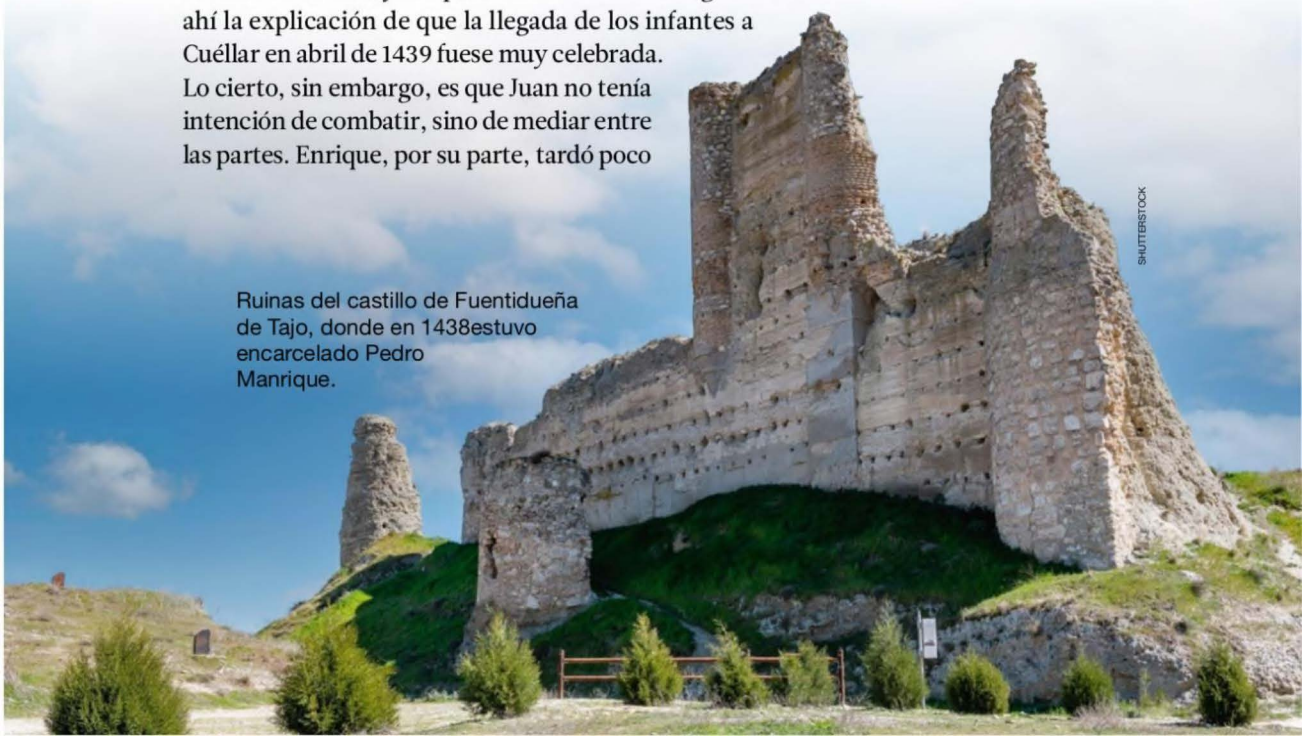 ahí la explicación de que la llegada de los infantes a
Cuéllar en abril de 1439 fuese muy celebrada.
Lo cierto, sin embargo, es que Juan no tenía
intención de combatir, sino de mediar entre
las partes. Enrique, por su parte, tardó poco
SHUTTERSTOCK
Ruinas del castillo de Fuentidueña
de Tajo, donde en 1438estuvo
encarcelado Pedro
Manrique.